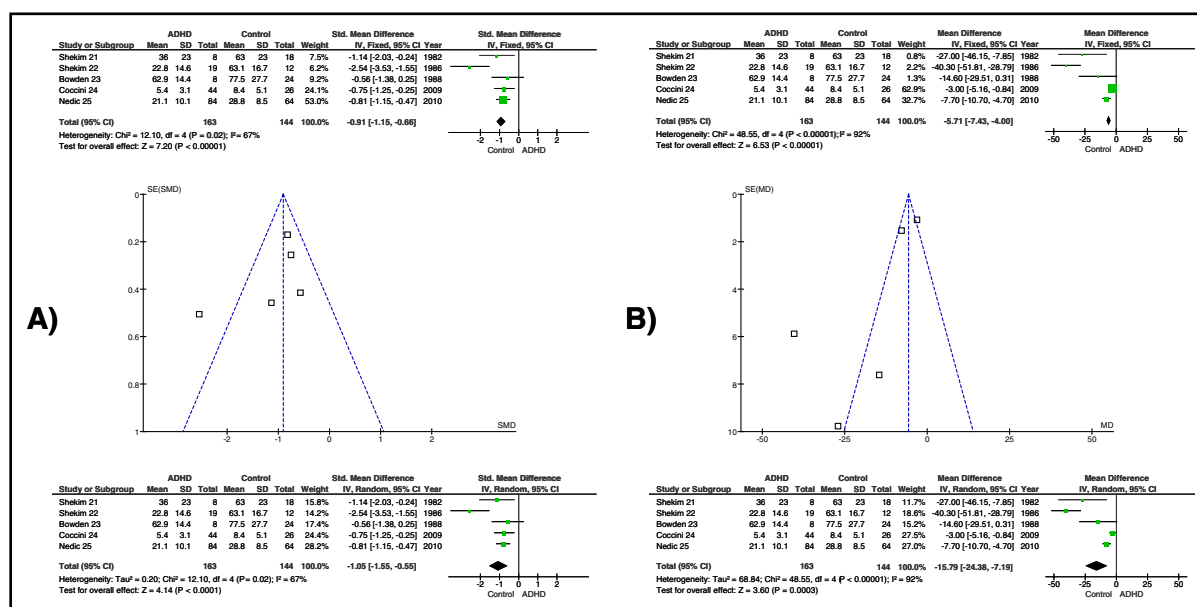 ADHD Control Std. Mean Difference Std. Mean Difference
Study or Subgroup Mean SD Total Mean SD Total Weight IV, Fixed, 95% CI Year IV, Fixed, 95% CI
Shekim 21 36 23 8 63 23 18 7.5% -1.14 [-2.03, -0.24] 1982
Shekim 22 22.8 14.6 19 63.1 16.7 12 6.2% -2.54 [-3.53, -1.55] 1986
Bowden 23 62.9 14.4 8 77.5 27.7 24 9.2% -0.56 [-1.38, 0.25] 1988
Coccini 24 5.4 3.1 44 8.4 5.1 26 24.2% -0.75 [-1.25, -0.25] 2009
Nedic 25 21.1 10.1 84 28.8 8.5 64 53.0% -0.81 [-1.15, -0.47] 2010
Total (95% CI) 163 144 100.0% -0.91 [-1.15, -0.66]
Heterogeneity: Chi² = 12.10, df = 4 (P = 0.02); I² = 67%
Test for overall effect: Z = 7.20 (P < 0.00001)
-2 -1 0 1 2
Control ADHD
ADHD Control Mean Difference Mean Difference
Study or Subgroup Mean SD Total Mean SD Total Weight IV, Fixed, 95% CI Year IV, Fixed, 95% CI
Shekim 21 36 23 8 63 23 18 0.8% -27.00 [-46.15, -7.85] 1982
Shekim 22 22.8 14.6 19 63.1 16.7 12 2.2% -40.30 [-51.81, -28.79] 1986
Bowden 23 62.9 14.4 8 77.5 27.7 24 1.3% -14.60 [-29.51, 0.31] 1988
Coccini 24 5.4 3.1 44 8.4 5.1 26 62.9% -3.00 [-5.16, -0.84] 2009
Nedic 25 21.1 10.1 84 28.8 8.5 64 32.7% -7.70 [-10.70, -4.70] 2010
Total (95% CI) 163 144 100.0% -5.71 [-7.43, -4.00]
Heterogeneity: Chi² = 48.55, df = 4 (P < 0.00001); I² = 92%
Test for overall effect: Z = 6.53 (P < 0.00001)
-50 -25 0 25 50
Control ADHD
A)
SE(SMD)
0
0.2
0.4
0.6
0.8
1
-2 -1 0 1 2
SMD
B)
SE(MD)
0
2
4
6
8
10
-50 -25 0 25 50
MD
ADHD Control Std. Mean Difference Std. Mean Difference
Study or Subgroup Mean SD Total Mean SD Total Weight IV, Random, 95% CI Year IV, Random, 95% CI
Shekim 21 36 23 8 63 23 18 15.8% -1.14 [-2.03, -0.24] 1982
Shekim 22 22.8 14.6 19 63.1 16.7 12 14.2% -2.54 [-3.53, -1.55] 1986
Bowden 23 62.9 14.4 8 77.5 27.7 24 17.4% -0.56 [-1.38, 0.25] 1988
Coccini 24 5.4 3.1 44 8.4 5.1 26 24.4% -0.75 [-1.25, -0.25] 2009
Nedic 25 21.1 10.1 84 28.8 8.5 64 28.2% -0.81 [-1.15, -0.47] 2010
Total (95% CI) 163 144 100.0% -1.05 [-1.55, -0.55]
Heterogeneity: Tau² = 0.20; Chi² = 12.10, df = 4 (P = 0.02); I² = 67%
Test for overall effect: Z = 4.14 (P < 0.0001)
-2 -1 0 1 2
Control ADHD
ADHD Control Mean Difference Mean Difference
Study or Subgroup Mean SD Total Mean SD Total Weight IV, Random, 95% CI Year IV, Random, 95% CI
Shekim 21 36 23 8 63 23 18 11.7% -27.00 [-46.15, -7.85] 1982
Shekim 22 22.8 14.6 19 63.1 16.7 12 18.6% -40.30 [-51.81, -28.79] 1986
Bowden 23 62.9 14.4 8 77.5 27.7 24 15.2% -14.60 [-29.51, 0.31] 1988
Coccini 24 5.4 3.1 44 8.4 5.1 26 27.5% -3.00 [-5.16, -0.84] 2009
Nedic 25 21.1 10.1 84 28.8 8.5 64 27.0% -7.70 [-10.70, -4.70] 2010
Total (95% CI) 163 144 100.0% -15.79 [-24.38, -7.19]
Heterogeneity: Tau² = 68.84; Chi² = 48.55, df = 4 (P < 0.00001); I² = 92%
Test for overall effect: Z = 3.60 (P = 0.0003)
-50 -25 0 25 50
Control ADHD